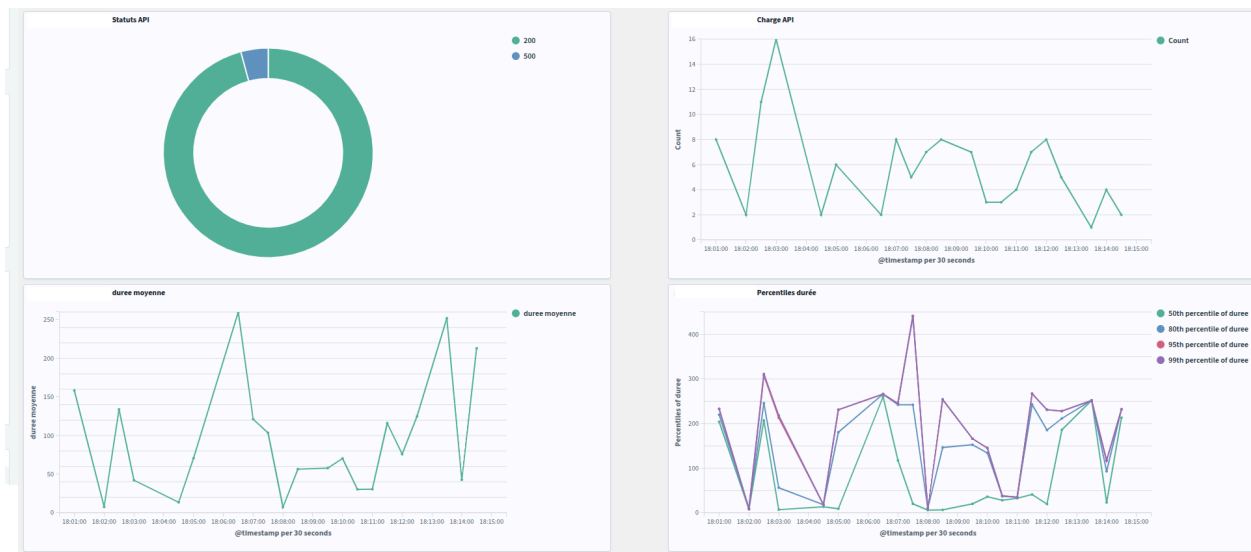 Statuts API
200
500
Charge API
Count
16
14
12
10
8
6
4
2
0
Count
18:01:00 18:02:00 18:03:00 18:04:00 18:05:00 18:06:00 18:07:00 18:08:00 18:09:00 18:10:00 18:11:00 18:12:00 18:13:00 18:14:00 18:15:00
@timestamp per 30 seconds
duree moyenne
duree moyenne
250
200
150
100
50
0
duree moyenne
18:01:00 18:02:00 18:03:00 18:04:00 18:05:00 18:06:00 18:07:00 18:08:00 18:09:00 18:10:00 18:11:00 18:12:00 18:13:00 18:14:00 18:15:00
@timestamp per 30 seconds
Percentiles durée
50th percentile of duree
80th percentile of duree
95th percentile of duree
99th percentile of duree
400
300
200
100
0
Percentiles of duree
18:01:00 18:02:00 18:03:00 18:04:00 18:05:00 18:06:00 18:07:00 18:08:00 18:09:00 18:10:00 18:11:00 18:12:00 18:13:00 18:14:00 18:15:00
@timestamp per 30 seconds